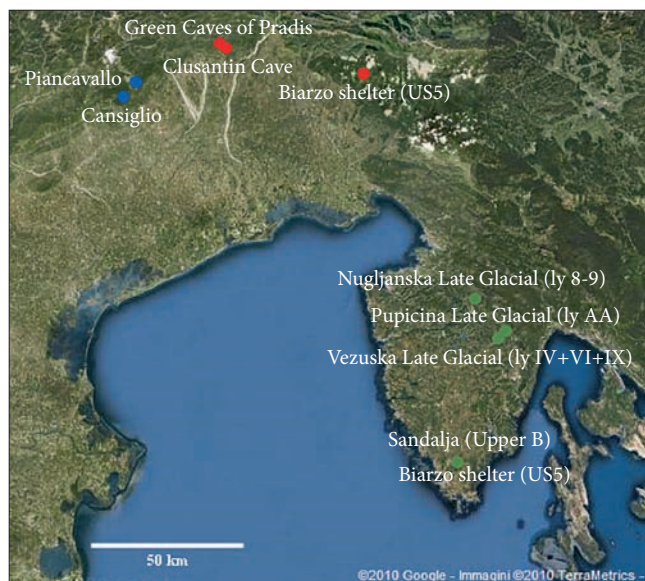 Green Caves of Pradis
Clusantin Cave
Piancavallo
Biarzo shelter (US5)
Cansiglio
Nugljanska Late Glacial (ly 8-9)
Pupicina Late Glacial (ly AA)
Vezuska Late Glacial (ly IV+VI+IX)
Sandalja (Upper B)
Biarzo shelter (US5)
50 km
©2010 Google - Immagini ©2010 TerraMetrics -